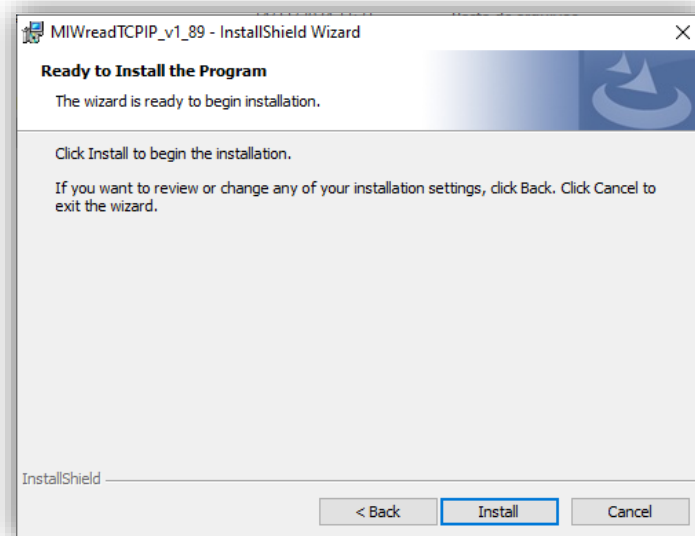 MIWreadTCPIP_v1_89 - InstallShield Wizard
Ready to Install the Program
The wizard is ready to begin installation.
Click Install to begin the installation.
If you want to review or change any of your installation settings, click Back. Click Cancel to
exit the wizard.
InstallShield
< Back Install Cancel